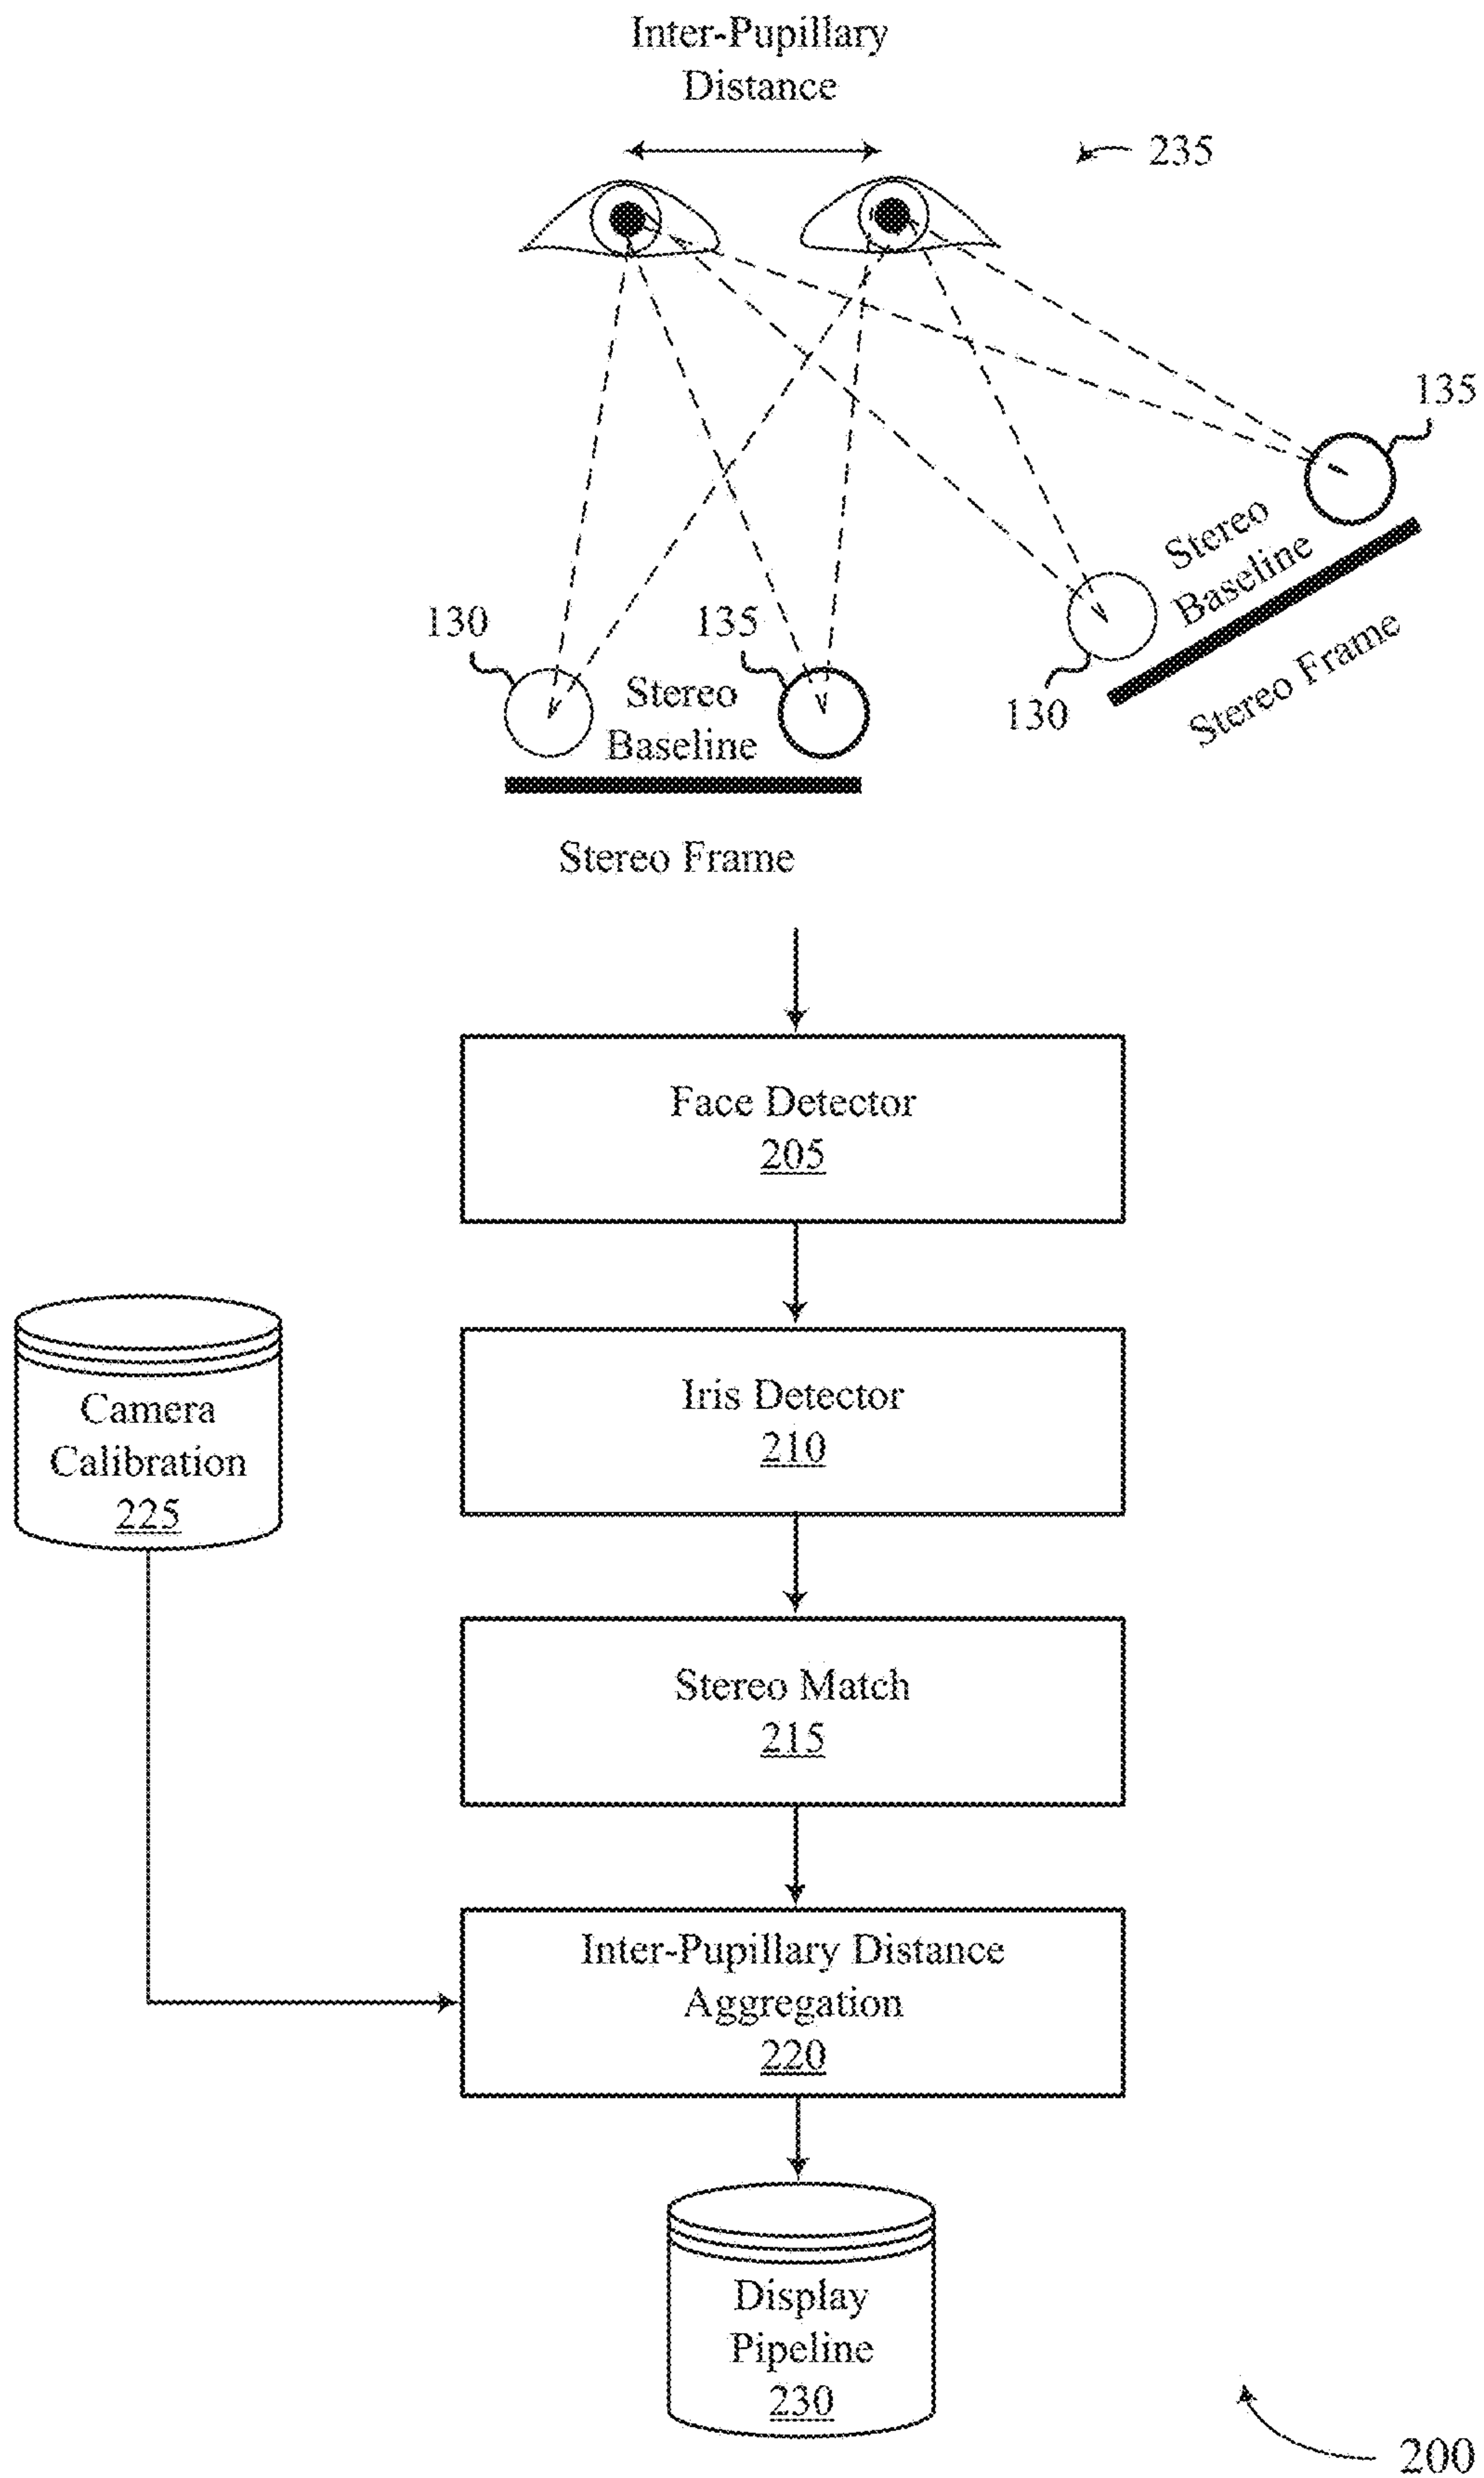 Inter-Pupillary
Distance
235
135
Stereo
Baseline
Stereo Frame
130
130
135
Stereo
Baseline
Stereo Frame
Face Detector
205
Iris Detector
210
Camera
Calibration
225
Stereo Match
215
Inter-Pupillary Distance
Aggregation
220
Display
Pipeline
230
200